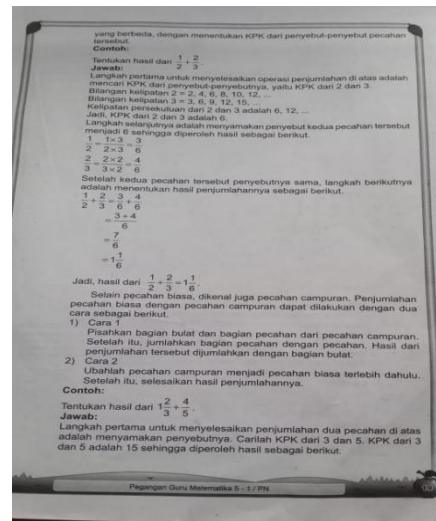 yang berbeda, dengan menentukan KPK dari penyebut-penyebut pecahan
tersebut.
Contoh:
Tentukan hasil dari 1/2 + 2/3.
Jawab:
Langkah pertama untuk menyelesaikan operasi penjumlahan di atas adalah
mencari KPK dari penyebut-penyebutnya, yaitu KPK dari 2 dan 3.
Bilangan kelipatan 2 = 2, 4, 6, 8, 10, 12, ...
Bilangan kelipatan 3 = 3, 6, 9, 12, 15, ...
Kelipatan persekutuan dari 2 dan 3 adalah 6, 12, ...
Jadi, KPK dari 2 dan 3 adalah 6.
Langkah selanjutnya adalah menyamakan penyebut kedua pecahan tersebut
menjadi 6 sehingga diperoleh hasil sebagai berikut.
1/2 = 1×3/2×3 = 3/6
2/3 = 2×2/3×2 = 4/6
Setelah kedua pecahan tersebut penyebutnya sama, langkah berikutnya
adalah menentukan hasil penjumlahannya sebagai berikut.
1/2 + 2/3 = 3/6 + 4/6
= 3+4/6
= 7/6
= 1 1/6
Jadi, hasil dari 1/2 + 2/3 = 1 1/6.
Selain pecahan biasa, dikenal juga pecahan campuran. Penjumlahan
pecahan biasa dengan pecahan campuran dapat dilakukan dengan dua
cara sebagai berikut.
1) Cara 1
Pisahkan bagian bulat dan bagian pecahan dari pecahan campuran.
Setelah itu, jumlahkan bagian pecahan dengan pecahan. Hasil dari
penjumlahan tersebut dijumlahkan dengan bagian bulat.
2) Cara 2
Ubahlah pecahan campuran menjadi pecahan biasa terlebih dahulu.
Setelah itu, selesaikan hasil penjumlahannya.
Contoh:
Tentukan hasil dari 1 2/3 + 4/5.
Jawab:
Langkah pertama untuk menyelesaikan penjumlahan dua pecahan di atas
adalah menyamakan penyebutnya. Carilah KPK dari 3 dan 5. KPK dari 3
dan 5 adalah 15 sehingga diperoleh hasil sebagai berikut.
Pegangan Guru Matematika 5 - 1 / PN